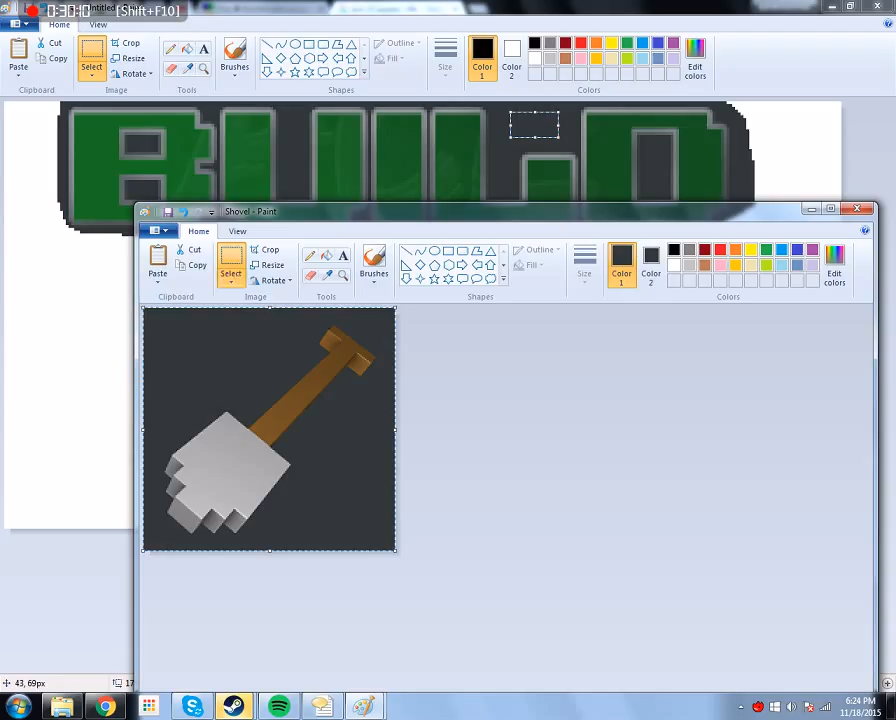 00:30:10 [Shift+F10]
Home View
Paste Cut Copy Clipboard
Select Crop Resize Rotate Image
Tools
Brushes
Shapes Outline Fill
Size
Color 1 Color 2 Colors Edit colors
BUILD
Shovel - Paint
Home View
Paste Cut Copy Clipboard
Select Crop Resize Rotate Image
Tools
Brushes
Shapes Outline Fill
Size
Color 1 Color 2 Colors Edit colors
43, 69px
6:24 PM
11/18/2015